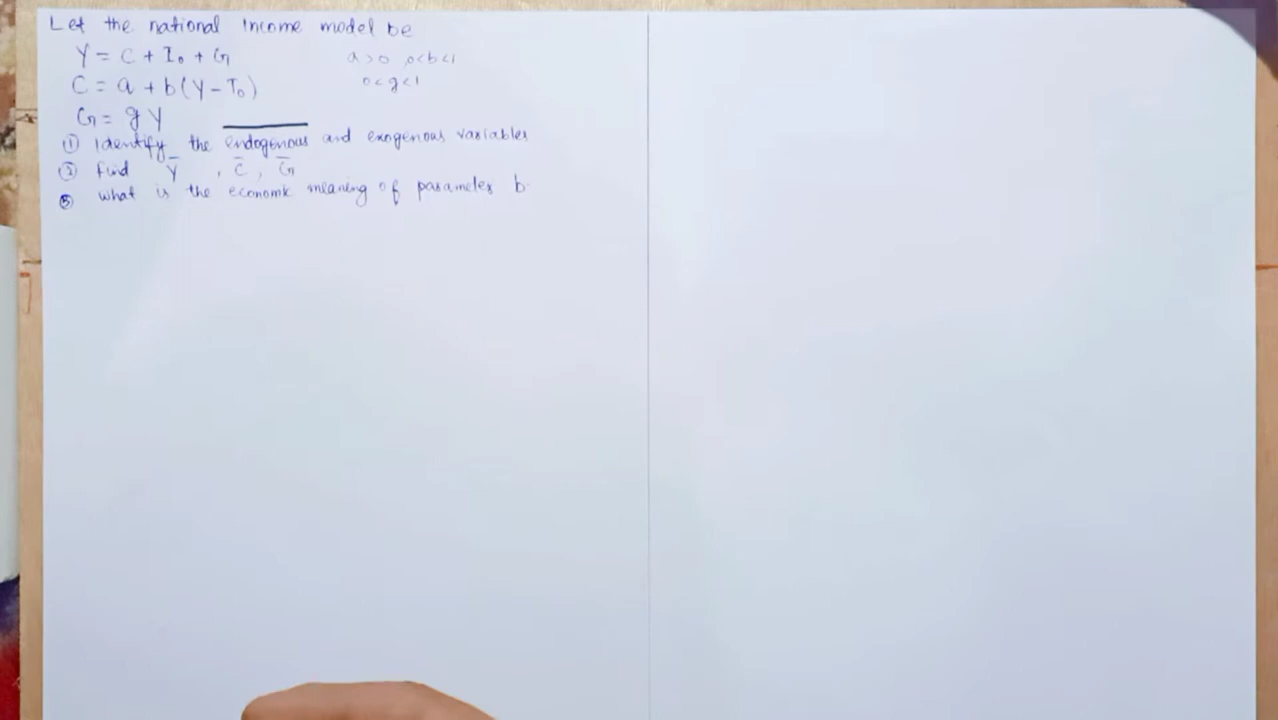 Let the national income model be
Y = C + I₀ + G
a > 0 0<b<1
C = a + b(Y - T₀)
0<g<1
G = gY
① Identify the endogenous and exogenous variables
② find Ȳ , C̄, Ḡ
③ what is the economic meaning of parameter b